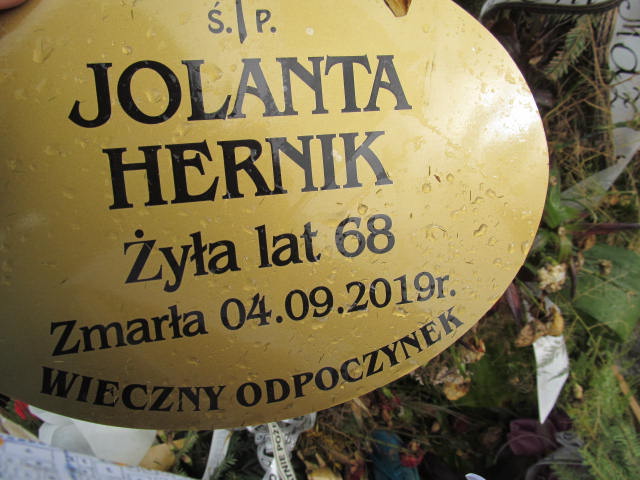 Ś. P.
JOLANTA
HERNIK
Żyła lat 68
Zmarła 04.09.2019r.
WIECZNY ODPOCZYNEK